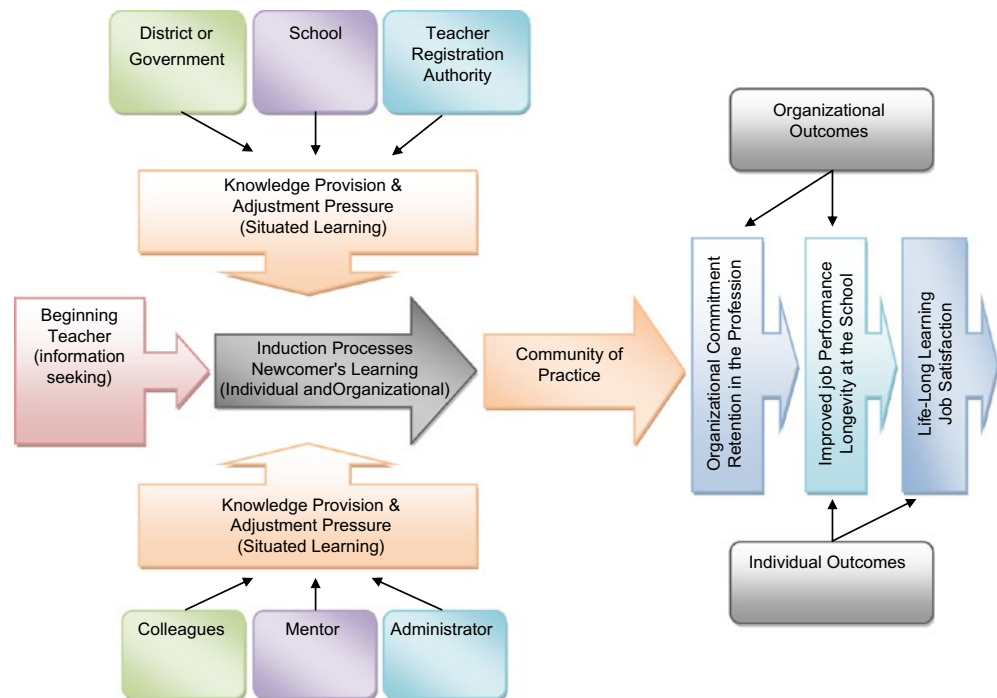 District or
Government
School
Teacher
Registration
Authority
Knowledge Provision &
Adjustment Pressure
(Situated Learning)
Organizational
Outcomes
Beginning
Teacher
(information
seeking)
Induction Processes
Newcomer's Learning
(Individual andOrganizational)
Community of
Practice
Organizational Commitment
Retention in the Profession
Improved job Performance
Longevity at the School
Life-Long Learning
Job Satisfaction
Knowledge Provision &
Adjustment Pressure
(Situated Learning)
Individual Outcomes
Colleagues
Mentor
Administrator